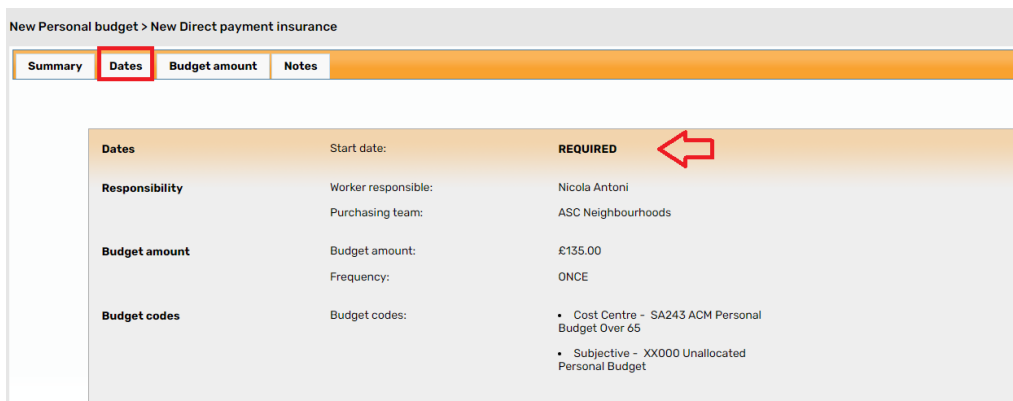 New Personal budget > New Direct payment insurance
Summary Dates Budget amount Notes
Dates Start date: REQUIRED
Responsibility Worker responsible: Nicola Antoni
Purchasing team: ASC Neighbourhoods
Budget amount Budget amount: £135.00
Frequency: ONCE
Budget codes Budget codes: • Cost Centre - SA243 ACM Personal
Budget Over 65
• Subjective - XX000 Unallocated
Personal Budget